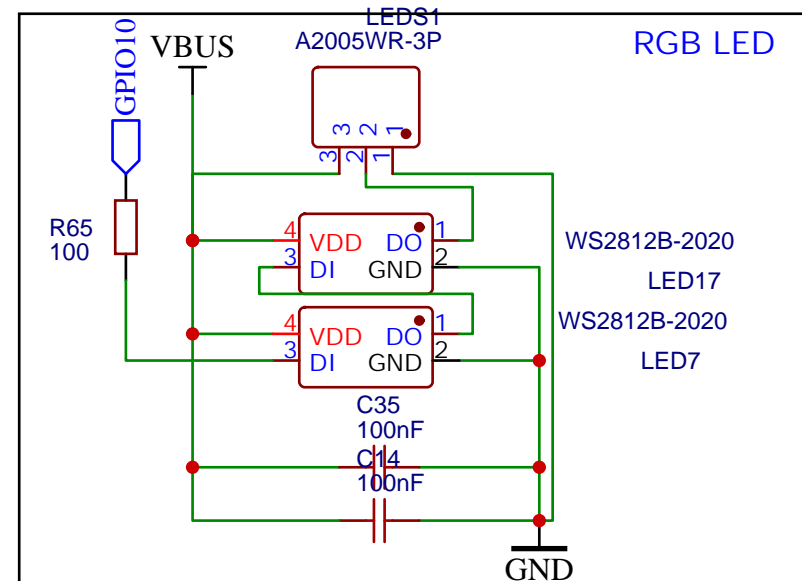 LEDS1
A2005WR-3P
RGB LED
VBUS
GPIO10
3
2
1
3
2
1
R65
100
4
VDD
DO
1
3
DI
GND
2
WS2812B-2020
LED17
4
VDD
DO
1
3
DI
GND
2
WS2812B-2020
LED7
C35
100nF
C14
100nF
GND